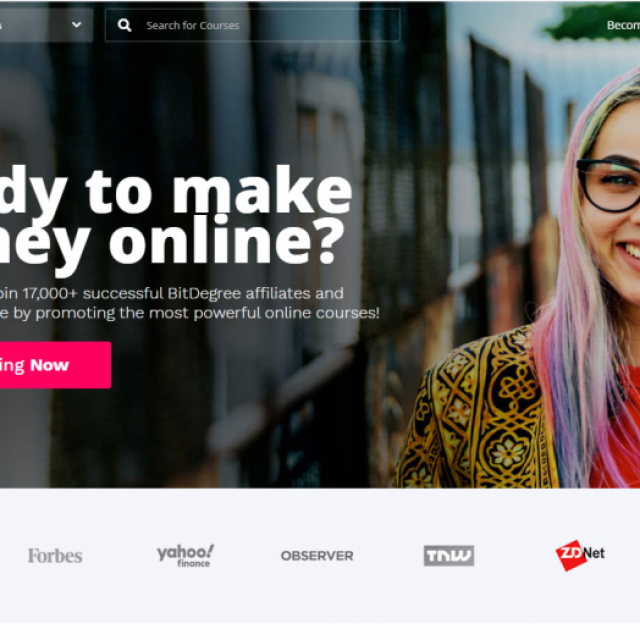 s
Search for Courses
Becom
dy to make
ney online?
oin 17,000+ successful BitDegree affiliates and
e by promoting the most powerful online courses!
ing Now
Forbes
yahoo!
finance
OBSERVER
TNW
ZDNet